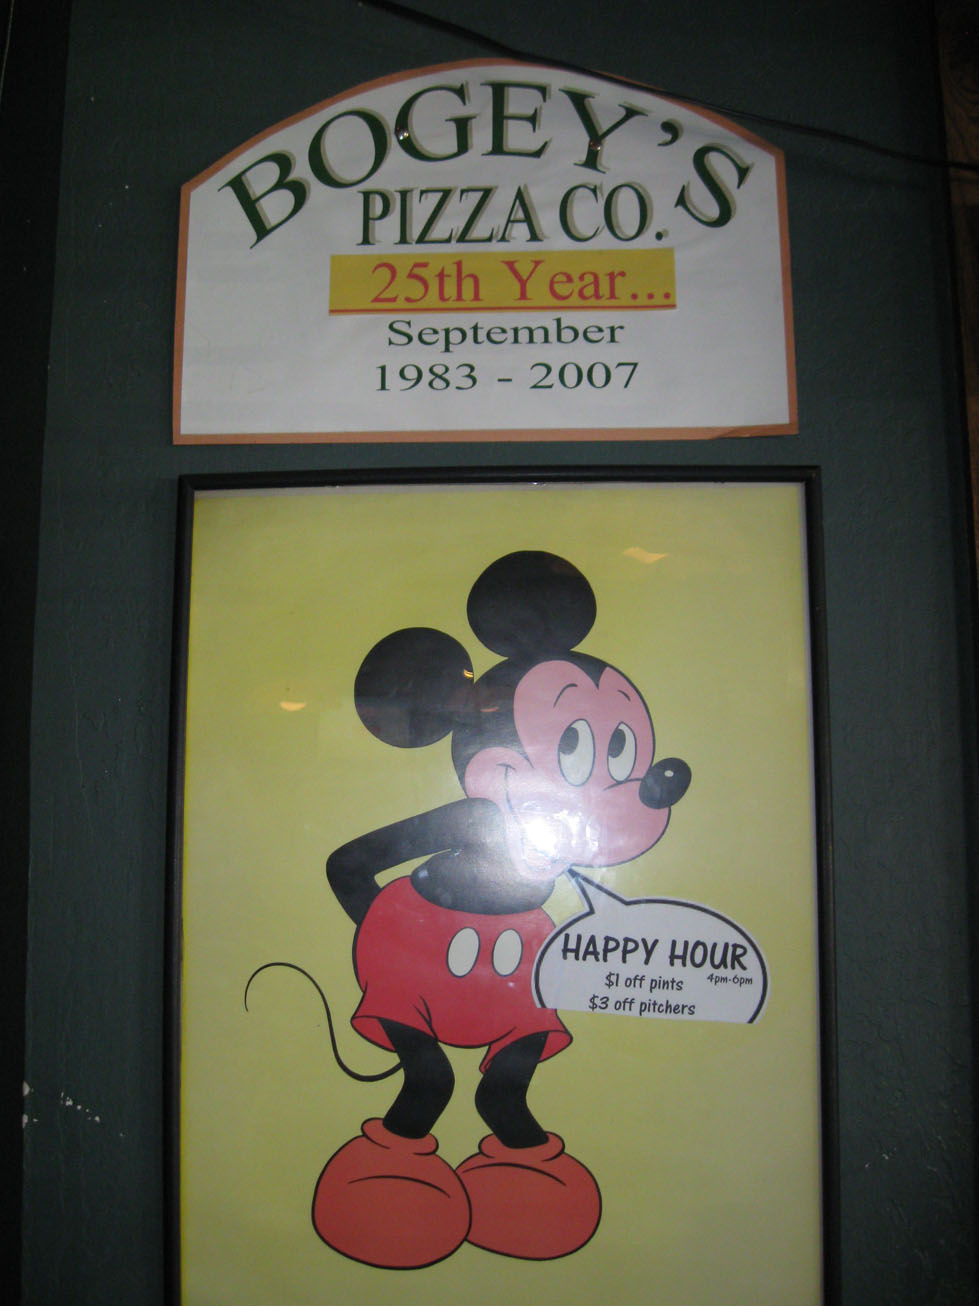 BOGEY'S
PIZZA CO.
25th Year...
September
1983 - 2007
HAPPY HOUR
4pm-6pm
$1 off pints
$3 off pitchers